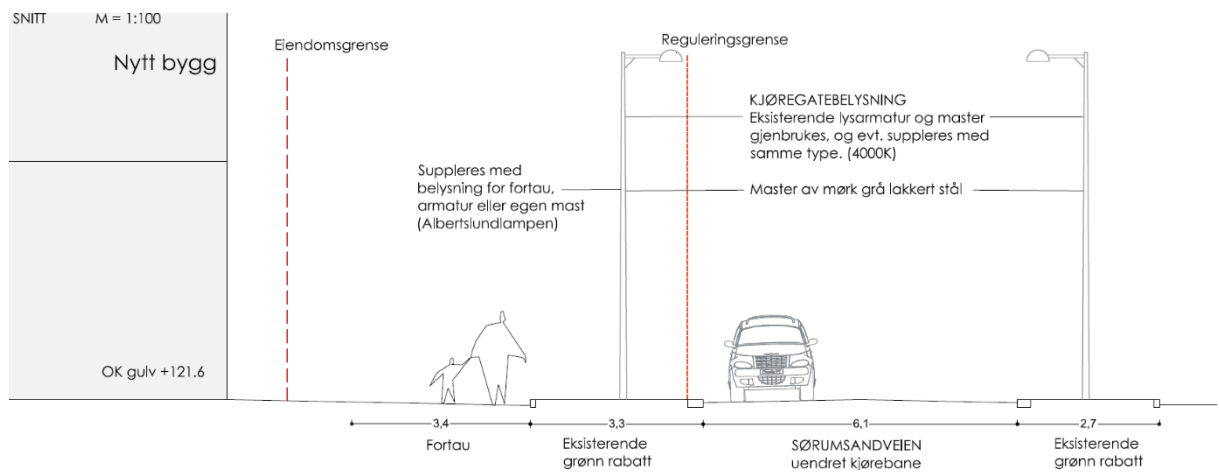 SNITT M = 1:100
Nytt bygg
Eiendomsgrense
Reguleringsgrense
KJØREGATEBELYSNING
Eksisterende lysarmatur og master
gjenbrukes, og evt. suppleres med
samme type. (4000K)
Suppleres med
belysning for fortau,
armatur eller egen mast
(Albertslundlampen)
Master av mørk grå lakkert stål
OK gulv +121.6
3,4
3,3
6,1
2,7
Fortau
Eksisterende
grønn rabatt
SØRUMSANDVEIEN
uendret kjørebane
Eksisterende
grønn rabatt